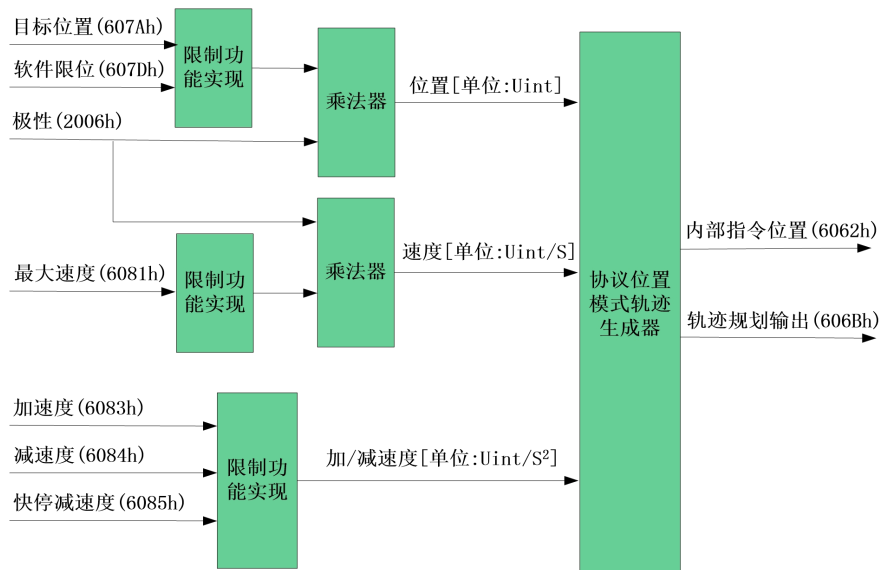 目标位置(607Ah)
软件限位(607Dh)
极性(2006h)
限制功
能实现
乘法器
位置[单位:Uint]
最大速度(6081h)
限制功
能实现
乘法器
速度[单位:Uint/S]
加速度(6083h)
减速度(6084h)
快停减速度(6085h)
限制功
能实现
加/减速度[单位:Uint/S²]
协议位置
模式轨迹
生成器
内部指令位置(6062h)
轨迹规划输出(606Bh)